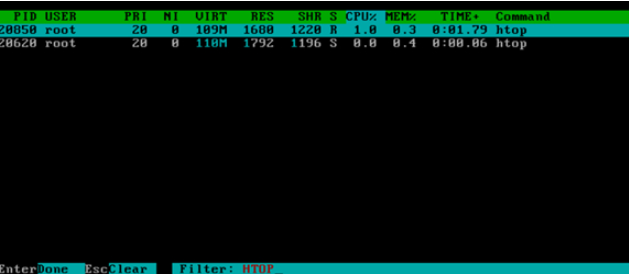 PID USER PRI NI VIRT RES SHR S CPU% MEM% TIME+ Command
20850 root 20 0 109M 1680 1220 R 1.0 0.3 0:01.79 htop
20620 root 20 0 110M 1792 1196 S 0.0 0.4 0:00.06 htop
EnterDone EscClear Filter: HTOP_